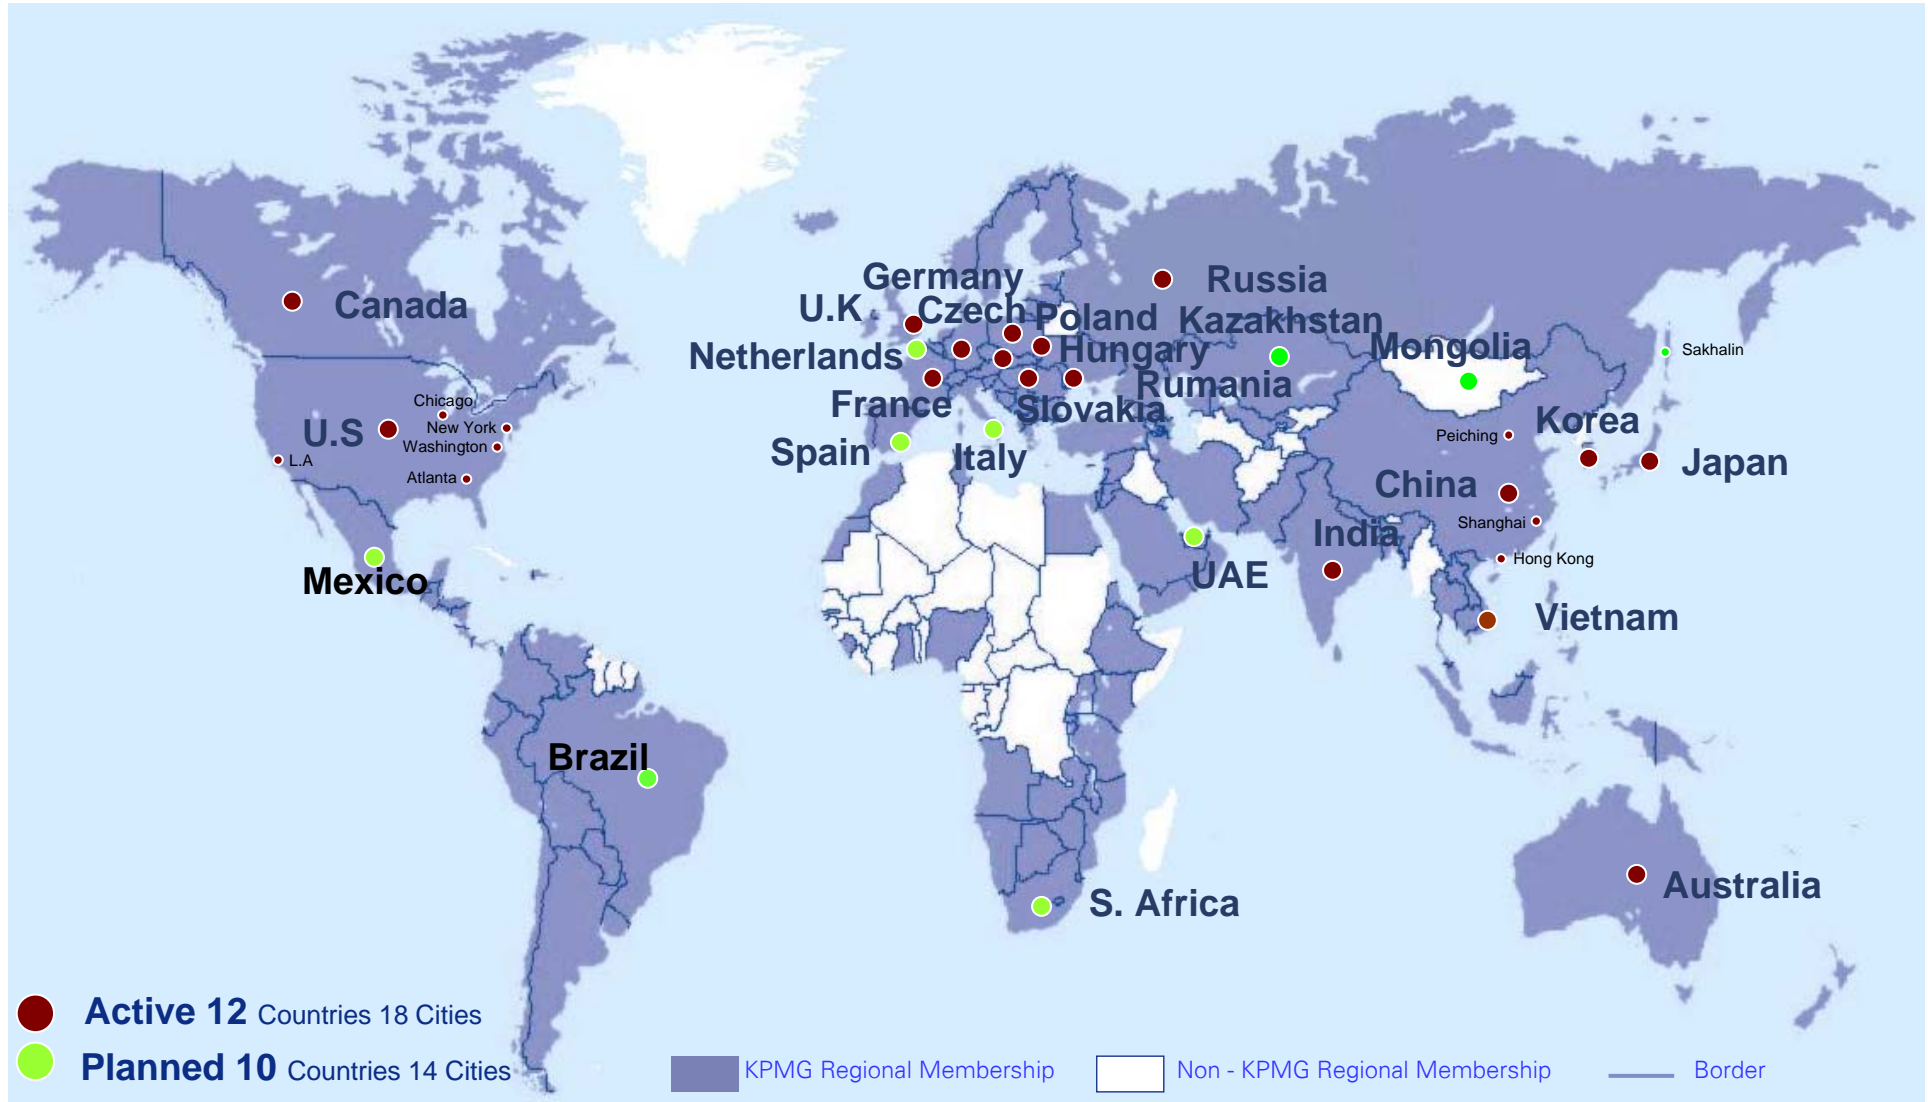 Germany
Russia
Canada
U.K
Czech
Poland
Kazakhstan
Netherlands
Hungary
Mongolia
Sakhalin
Rumania
Chicago
France
Slovakia
U.S
New York
Korea
Peiching
Washington
Spain
Italy
L.A
Japan
Atlanta
China
Shanghai
India
Hong Kong
Mexico
UAE
Vietnam
Brazil
Australia
S. Africa
Active 12 Countries 18 Cities
Planned 10 Countries 14 Cities
KPMG Regional Membership
Non - KPMG Regional Membership
Border